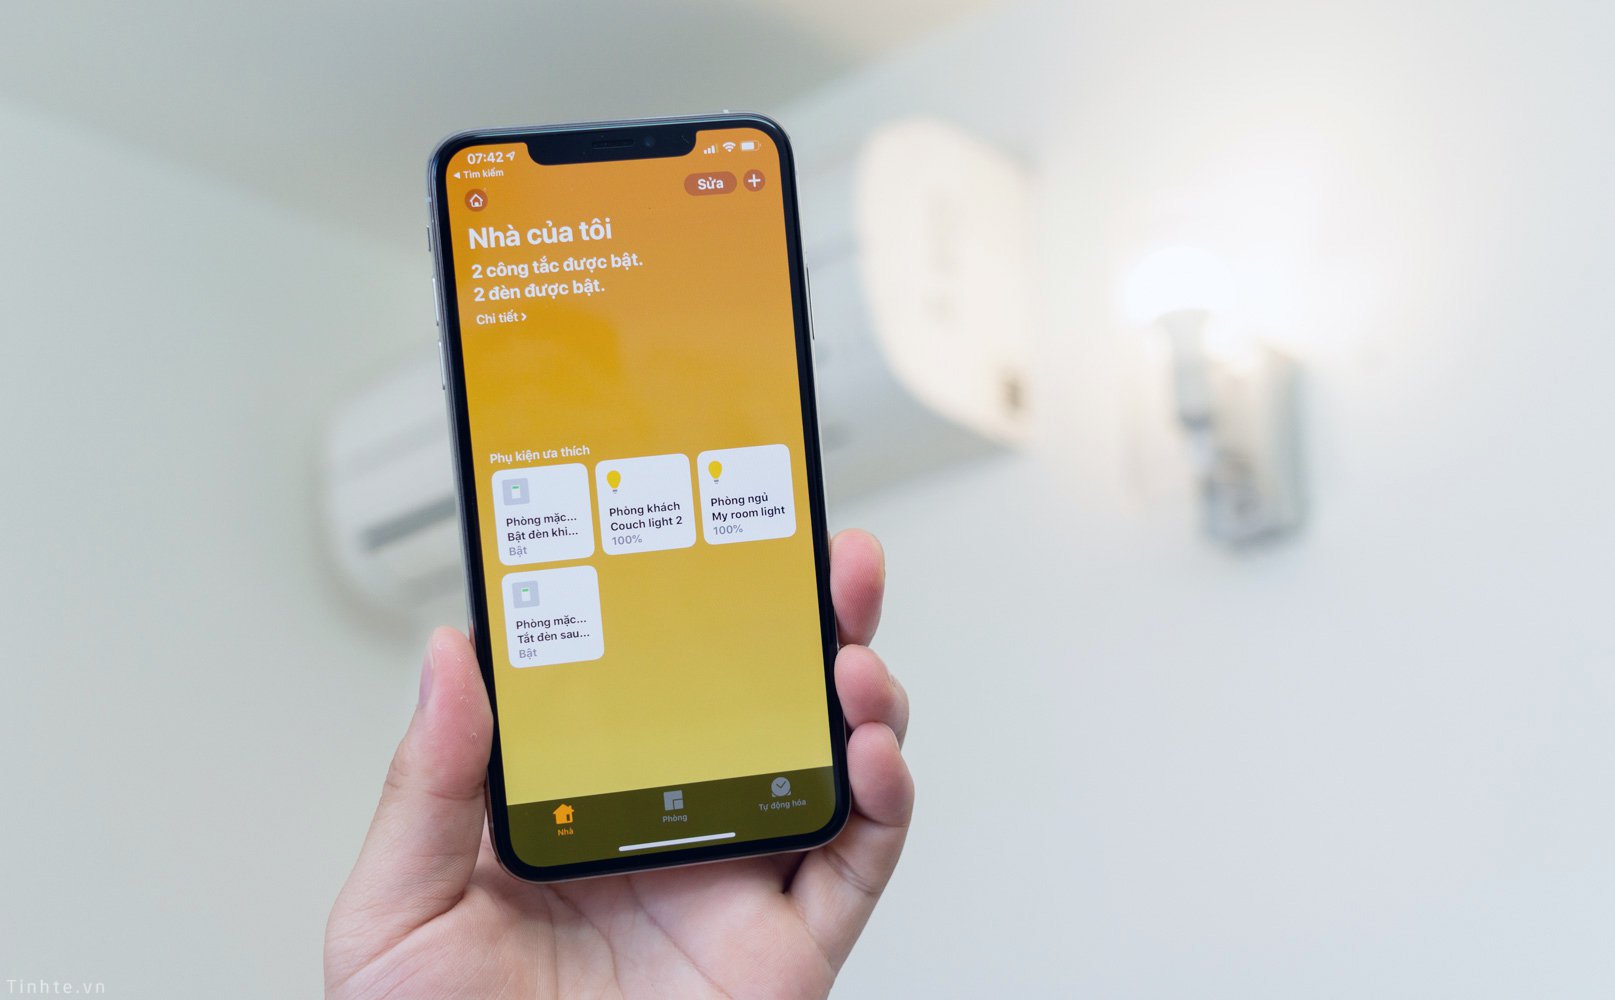 07:42
Tìm kiếm
Sửa
Nhà của tôi
2 công tắc được bật.
2 đèn được bật.
Chi tiết >
Phụ kiện ưa thích
Phòng mặc...
Bật đèn khi...
Bật
Phòng khách
Couch light 2
100%
Phòng ngủ
My room light
100%
Phòng mặc...
Tắt đèn sau...
Bật
Nhà
Phòng
Tự động hóa
Tinhte.vn